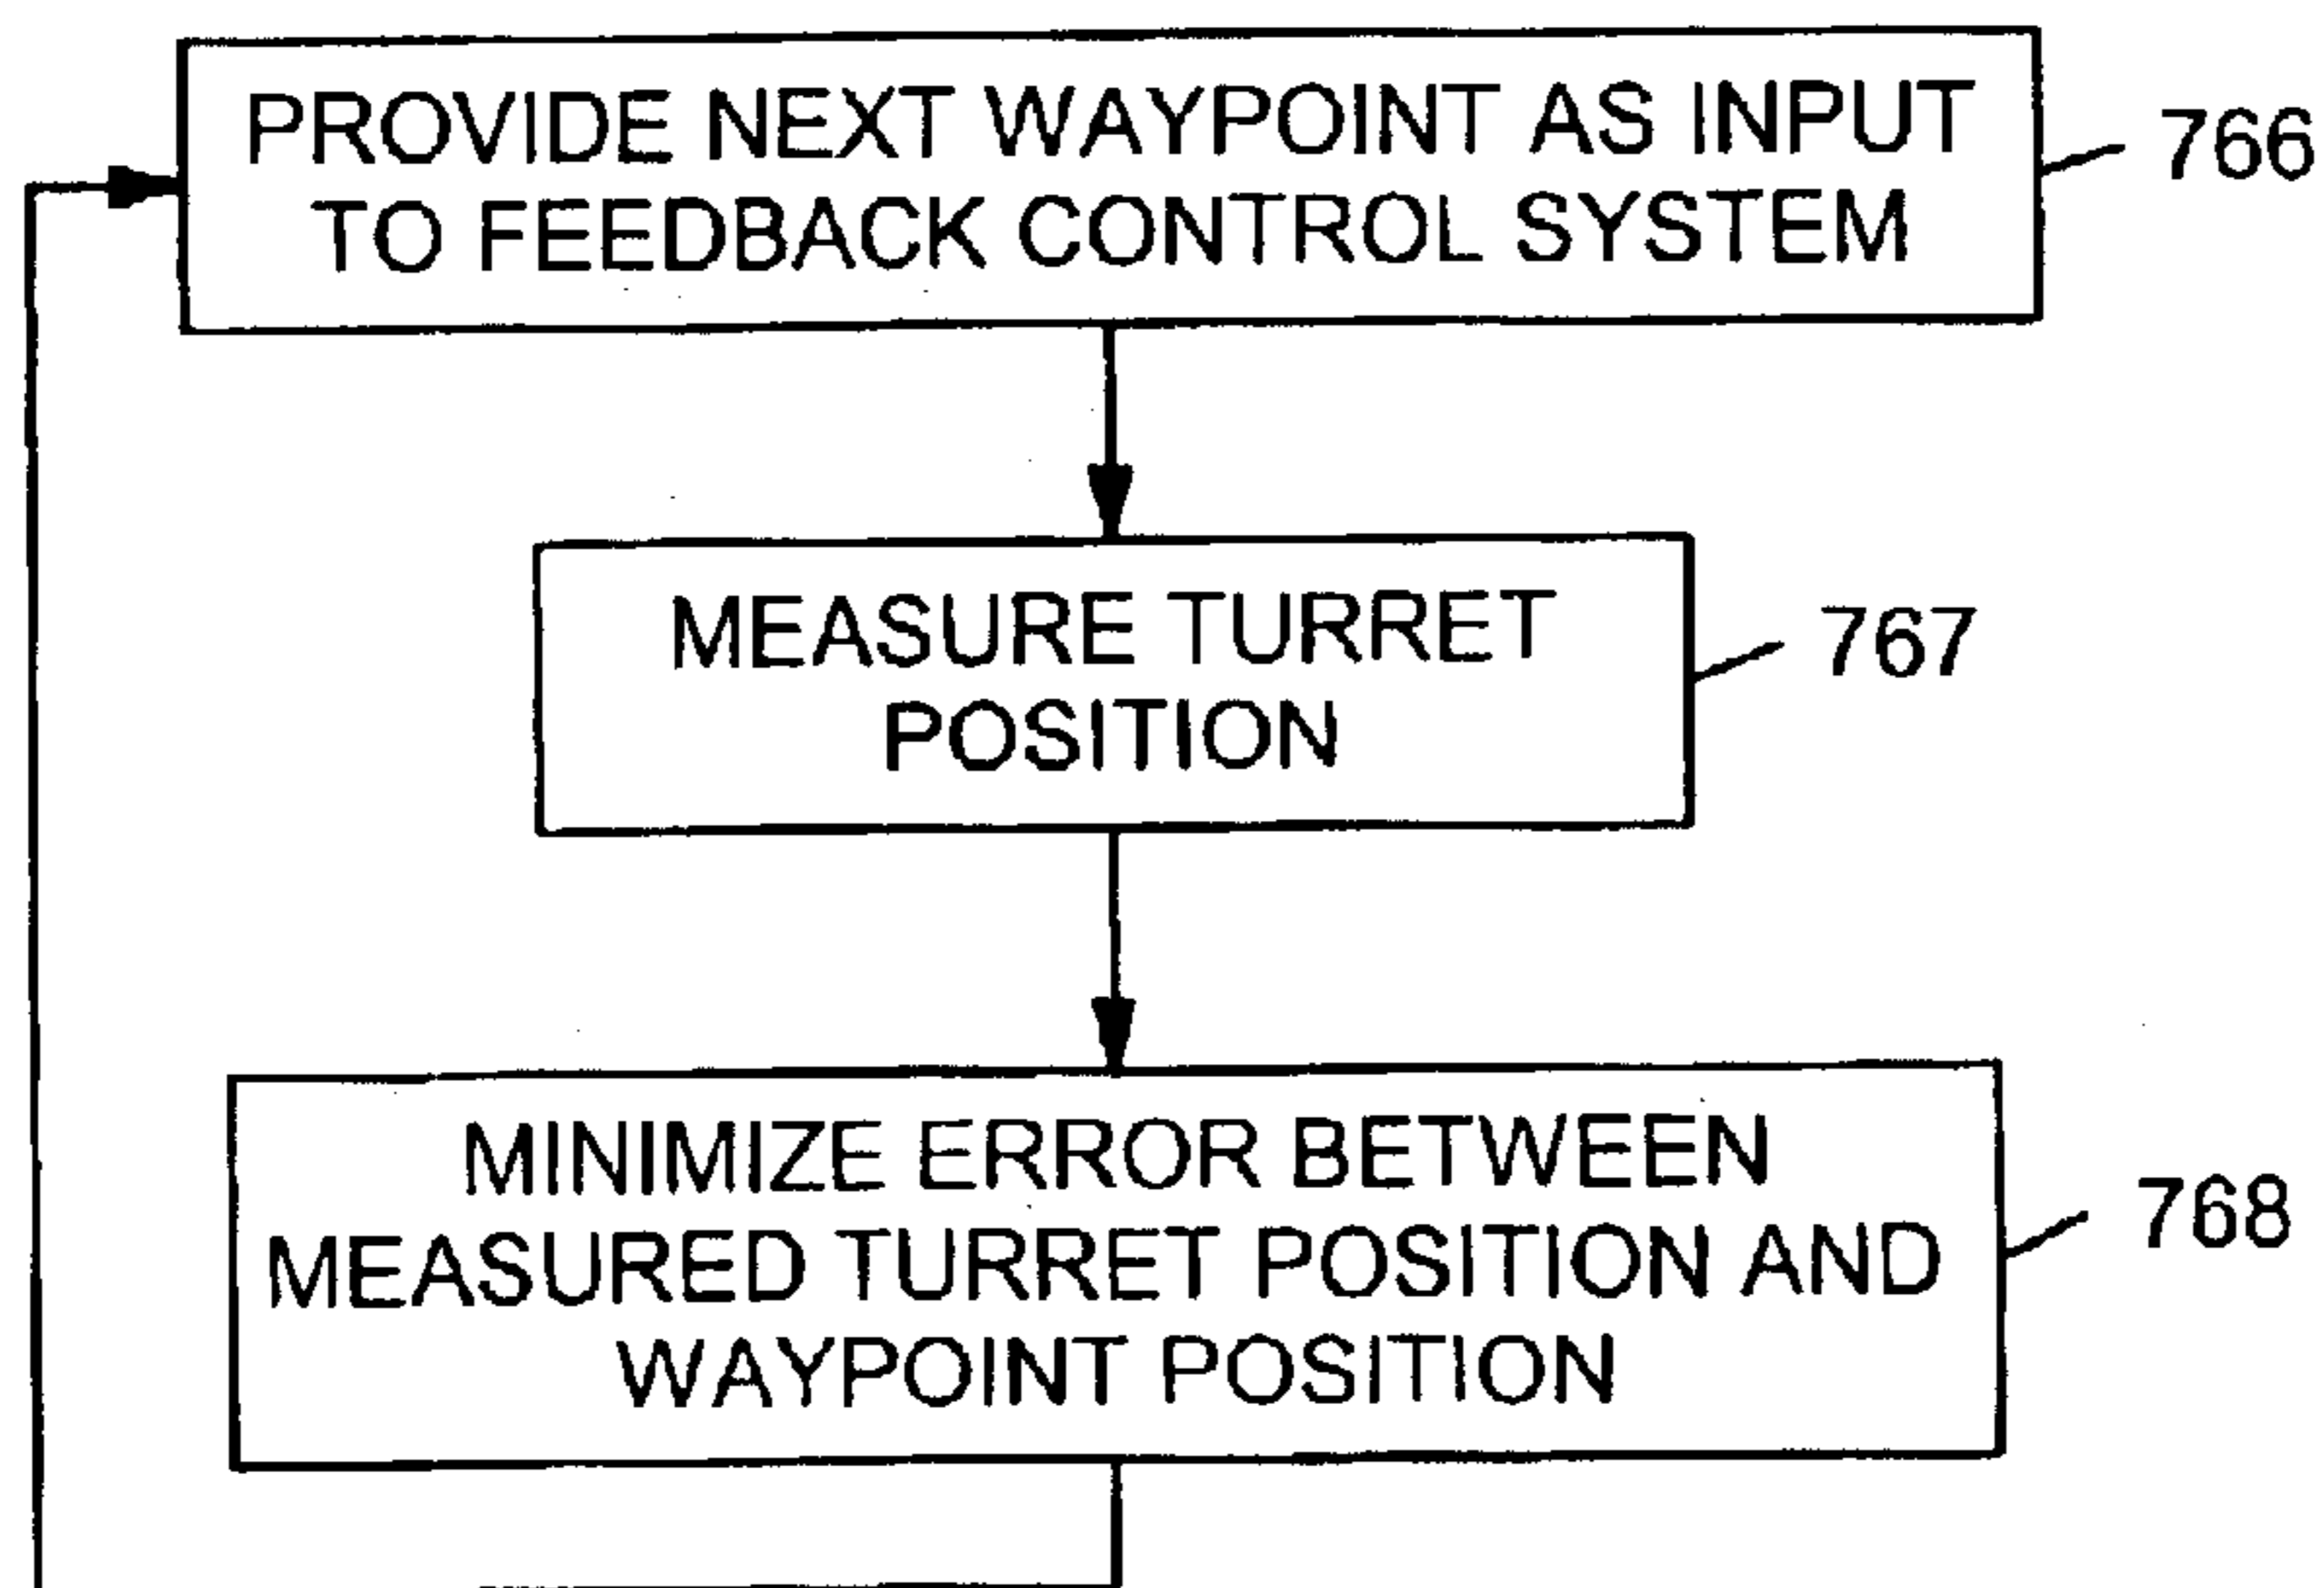 PROVIDE NEXT WAYPOINT AS INPUT
TO FEEDBACK CONTROL SYSTEM
766
MEASURE TURRET
POSITION
767
MINIMIZE ERROR BETWEEN
MEASURED TURRET POSITION AND
WAYPOINT POSITION
768